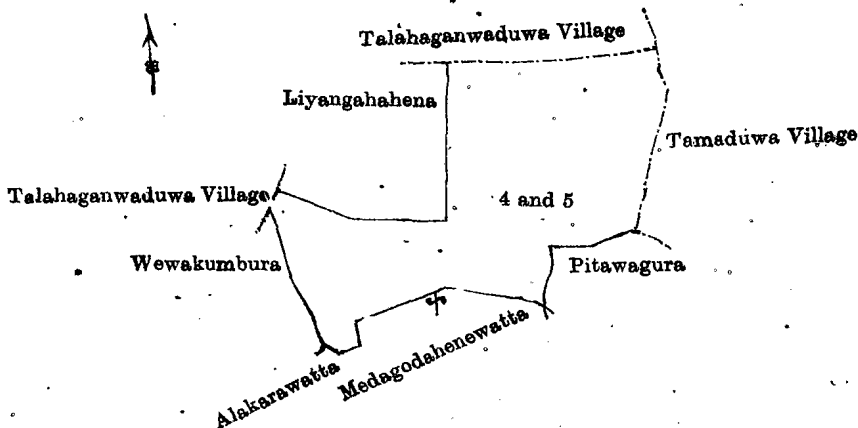 Talahaganwaduwa Village
Liyangahahena
Tamaduwa Village
Talahaganwaduwa Village
4 and 5
Wewakumbura
Pitawagura
Medagodahenewatta
Alakarawatta